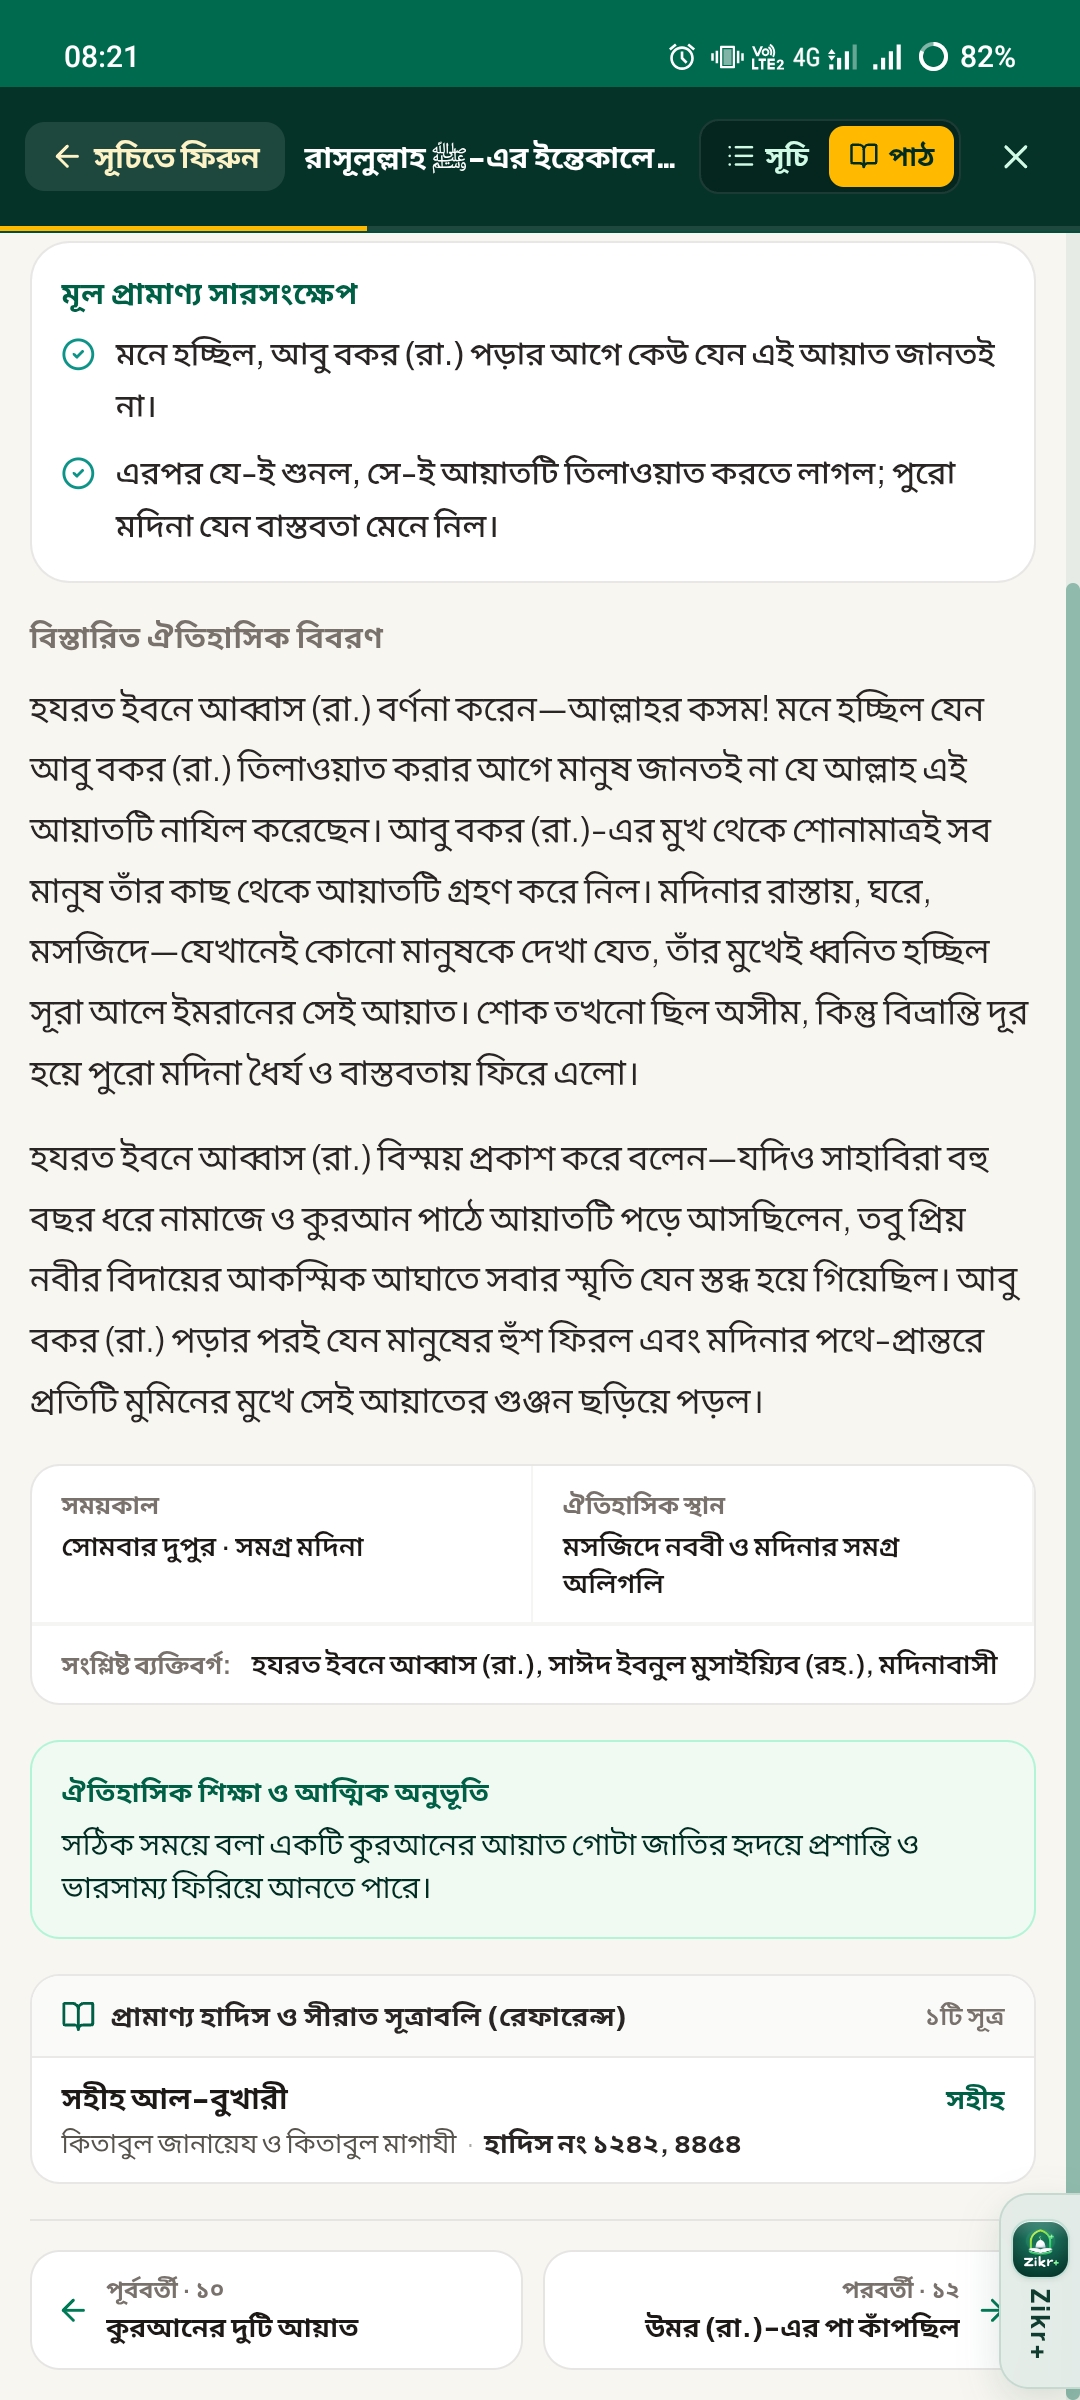 08:21
Vo) LTE2 4G 82%
সূচিতে ফিরুন
রাসূলুল্লাহ ﷺ-এর ইন্তেকালে...
সূচি
পাঠ
মূল প্রামাণ্য সারসংক্ষেপ
মনে হচ্ছিল, আবু বকর (রা.) পড়ার আগে কেউ যেন এই আয়াত জানতই
না।
এরপর যে-ই শুনল, সে-ই আয়াতটি তিলাওয়াত করতে লাগল; পুরো
মদিনা যেন বাস্তবতা মেনে নিল।
বিস্তারিত ঐতিহাসিক বিবরণ
হযরত ইবনে আব্বাস (রা.) বর্ণনা করেন—আল্লাহর কসম! মনে হচ্ছিল যেন
আবু বকর (রা.) তিলাওয়াত করার আগে মানুষ জানতই না যে আল্লাহ এই
আয়াতটি নাযিল করেছেন। আবু বকর (রা.)-এর মুখ থেকে শোনামাত্রই সব
মানুষ তাঁর কাছ থেকে আয়াতটি গ্রহণ করে নিল। মদিনার রাস্তায়, ঘরে,
মসজিদে—যেখানেই কোনো মানুষকে দেখা যেত, তাঁর মুখেই ধ্বনিত হচ্ছিল
সূরা আলে ইমরানের সেই আয়াত। শোক তখনো ছিল অসীম, কিন্তু বিভ্রান্তি দূর
হয়ে পুরো মদিনা ধৈর্য ও বাস্তবতায় ফিরে এলো।
হযরত ইবনে আব্বাস (রা.) বিস্ময় প্রকাশ করে বলেন—যদিও সাহাবিরা বহু
বছর ধরে নামাজে ও কুরআন পাঠে আয়াতটি পড়ে আসছিলেন, তবু প্রিয়
নবীর বিদায়ের আকস্মিক আঘাতে সবার স্মৃতি যেন স্তব্ধ হয়ে গিয়েছিল। আবু
বকর (রা.) পড়ার পরই যেন মানুষের হুঁশ ফিরল এবং মদিনার পথে-প্রান্তরে
প্রতিটি মুমিনের মুখে সেই আয়াতের গুঞ্জন ছড়িয়ে পড়ল।
সময়কাল
সোমবার দুপুর · সমগ্র মদিনা
ঐতিহাসিক স্থান
মসজিদে নববী ও মদিনার সমগ্র
অলিগলি
সংশ্লিষ্ট ব্যক্তিবর্গ: হযরত ইবনে আব্বাস (রা.), সাঈদ ইবনুল মুসাইয়্যিব (রহ.), মদিনাবাসী
ঐতিহাসিক শিক্ষা ও আত্মিক অনুভূতি
সঠিক সময়ে বলা একটি কুরআনের আয়াত গোটা জাতির হৃদয়ে প্রশান্তি ও
ভারসাম্য ফিরিয়ে আনতে পারে।
প্রামাণ্য হাদিস ও সীরাত সূত্রাবলি (রেফারেন্স)
১টি সূত্র
সহীহ আল-বুখারী
সহীহ
কিতাবুল জানায়েয ও কিতাবুল মাগাযী · হাদিস নং ১২৪২, ৪৪৫৪
পূর্ববর্তী · ১০
কুরআনের দুটি আয়াত
পরবর্তী · ১২
উমর (রা.)-এর পা কাঁপছিল
Zikr+
Zikr+